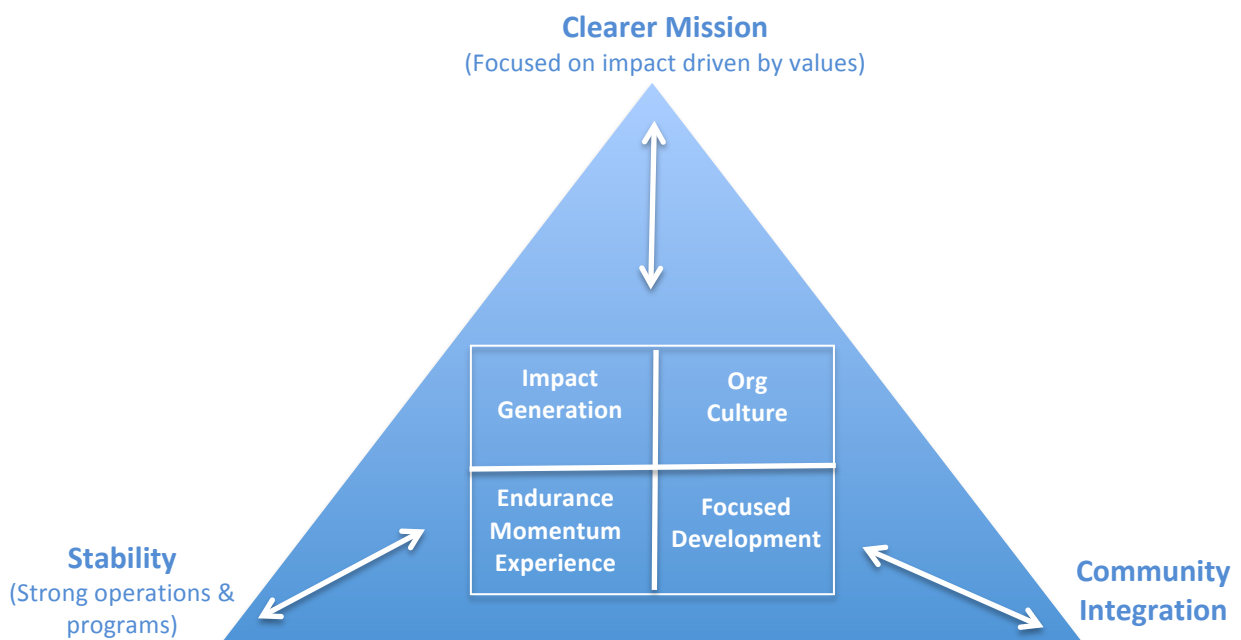 Clearer Mission
(Focused on impact driven by values)
Impact
Generation
Org
Culture
Endurance
Momentum
Experience
Focused
Development
Stability
(Strong operations &
programs)
Community
Integration